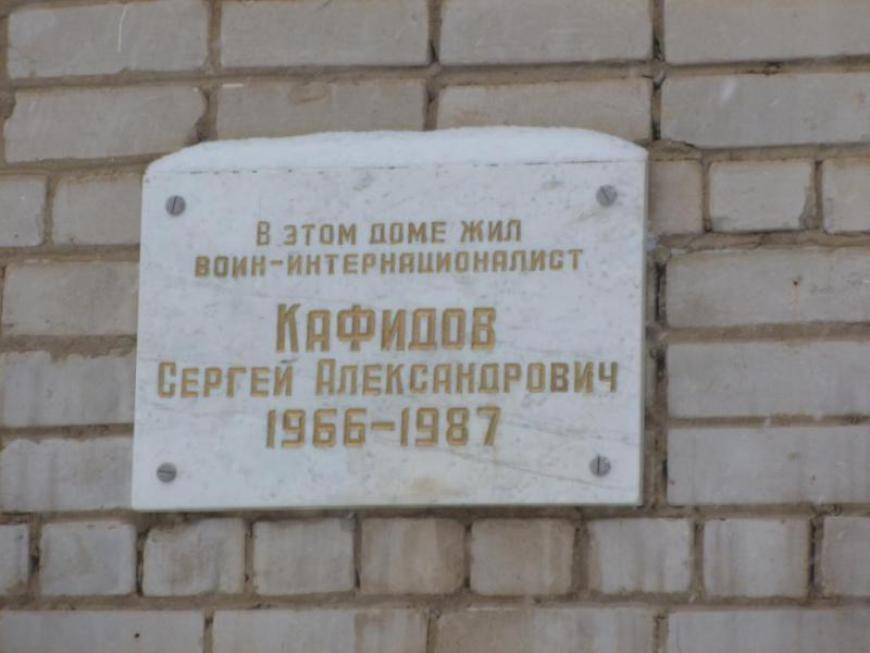 В этом доме жил
воин-интернационалист
Кафидов
Сергей Александрович
1966-1987